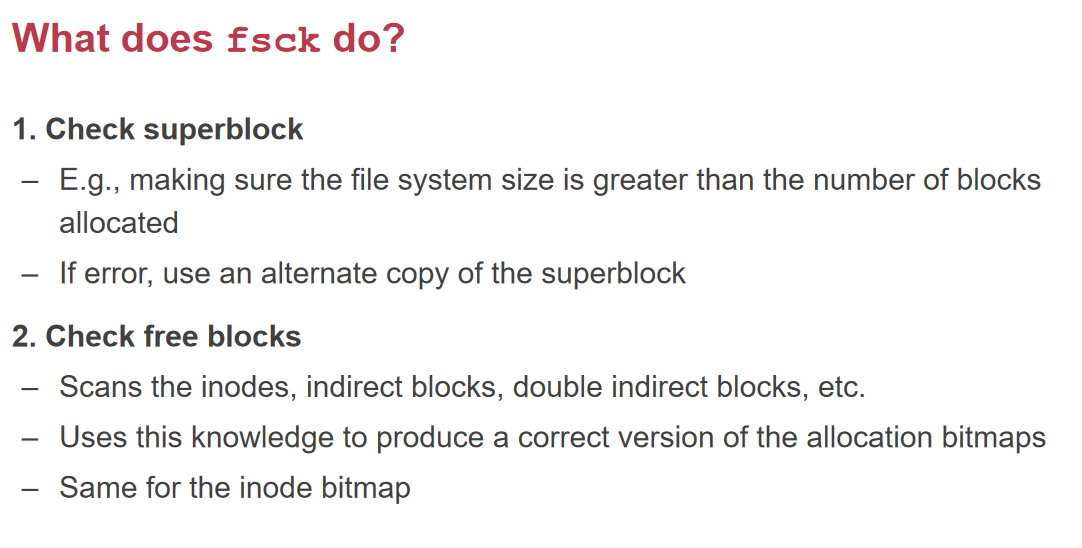 What does fsck do?
1. Check superblock
– E.g., making sure the file system size is greater than the number of blocks
allocated
– If error, use an alternate copy of the superblock
2. Check free blocks
– Scans the inodes, indirect blocks, double indirect blocks, etc.
– Uses this knowledge to produce a correct version of the allocation bitmaps
– Same for the inode bitmap